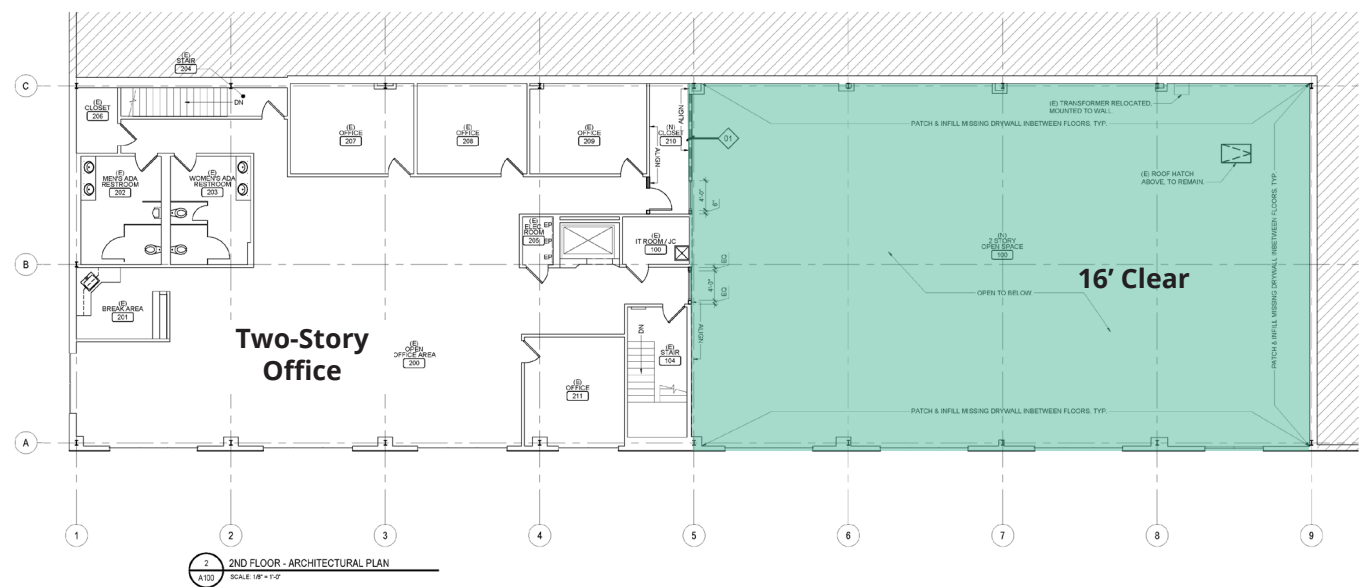 (E)
STAIR
204
DN
C
(E)
CLOSET
206
(E)
OFFICE
207
(E)
OFFICE
208
(E)
OFFICE
209
(N)
CLOSET
210
ALIGN
ALIGN
01
(E) TRANSFORMER RELOCATED,
MOUNTED TO WALL.
PATCH & INFILL MISSING DRYWALL INBETWEEN FLOORS, TYP.
(E) ROOF HATCH
ABOVE, TO REMAIN.
(E)
MEN'S ADA
RESTROOM
202
(E)
WOMEN'S ADA
RESTROOM
203
4'-0"
6"
(E)
ELEC
ROOM
205
EP
EP
EP
(E)
IT ROOM / JC
100
(N)
2 STORY
OPEN SPACE
100
PATCH & INFILL MISSING DRYWALL INBETWEEN FLOORS, TYP.
B
EQ
4'-0"
EQ
16’ Clear
OPEN TO BELOW
(E)
BREAK AREA
201
Two-Story
Office
(E)
OPEN
OFFICE AREA
200
DN
(E)
STAIR
104
ALIGN
(E)
OFFICE
211
PATCH & INFILL MISSING DRYWALL INBETWEEN FLOORS, TYP.
A
1
2
3
4
5
6
7
8
9
2
A100
2ND FLOOR - ARCHITECTURAL PLAN
SCALE: 1/8" = 1'-0"